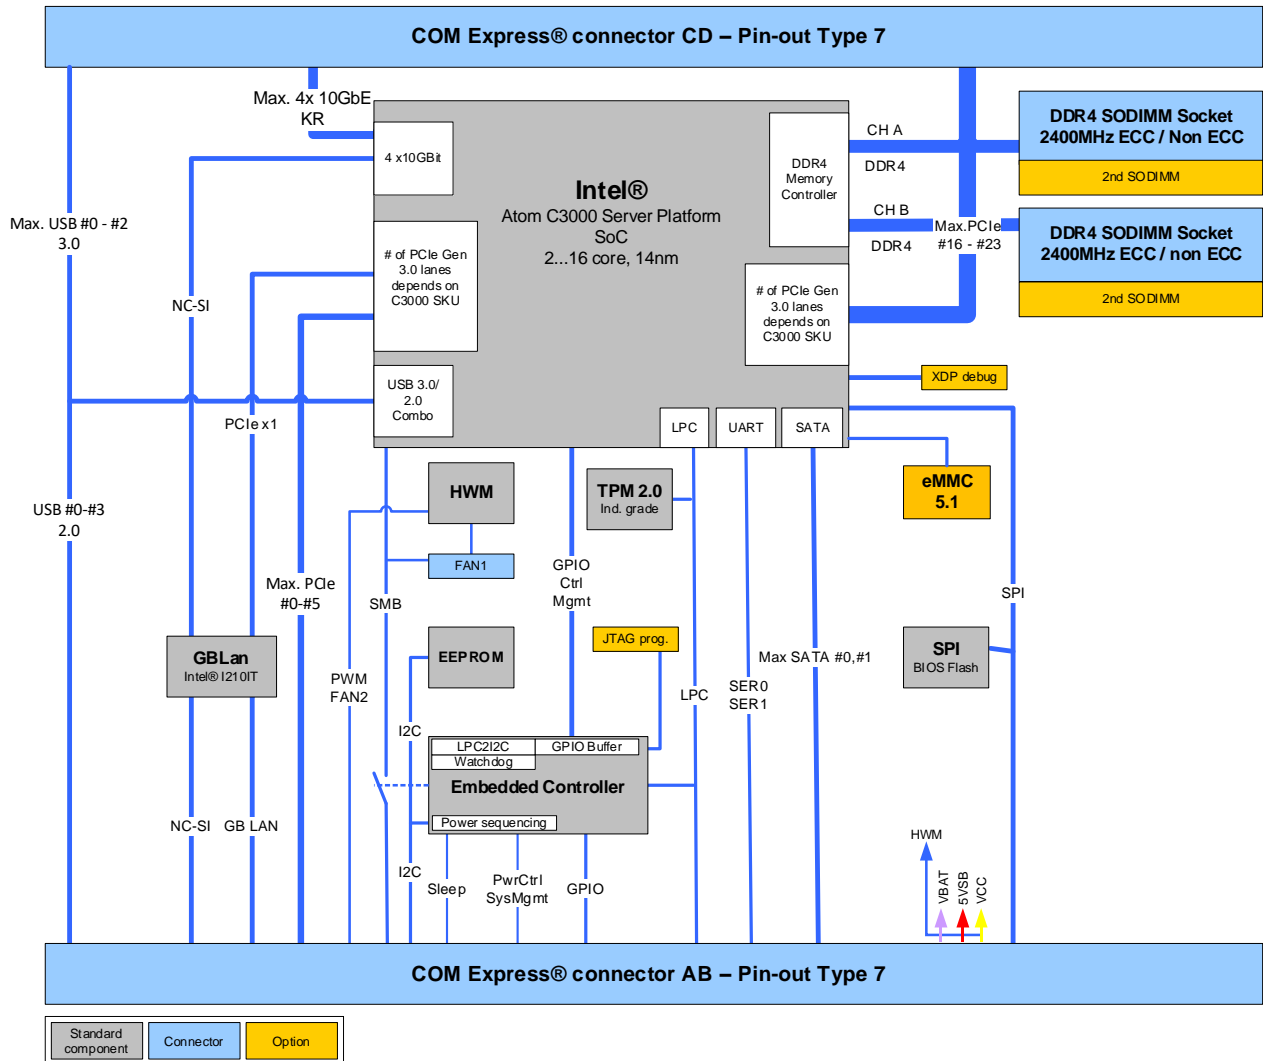 COM Express® connector CD – Pin-out Type 7
Max. 4x 10GbE
KR
4 x10GBit
Intel®
Atom C3000 Server Platform
SoC
2...16 core, 14nm
DDR4
Memory
Controller
CH A
DDR4
CH B
DDR4
Max.PCIe
#16 - #23
DDR4 SODIMM Socket
2400MHz ECC / Non ECC
2nd SODIMM
DDR4 SODIMM Socket
2400MHz ECC / non ECC
2nd SODIMM
Max. USB #0 - #2
3.0
NC-SI
# of PCIe Gen
3.0 lanes
depends on
C3000 SKU
# of PCIe Gen
3.0 lanes
depends on
C3000 SKU
USB 3.0/
2.0
Combo
PCIe x1
XDP debug
LPC
UART
SATA
eMMC
5.1
HWM
TPM 2.0
Ind. grade
FAN1
USB #0-#3
2.0
Max. PCIe
#0-#5
SMB
GPIO
Ctrl
Mgmt
SPI
GBLan
Intel® I210IT
EEPROM
JTAG prog.
Max SATA #0,#1
SPI
BIOS Flash
PWM
FAN2
LPC
SER0
SER1
I2C
LPC2I2C
GPIO Buffer
Watchdog
Embedded Controller
Power sequencing
NC-SI
GB LAN
I2C
Sleep
PwrCtrl
SysMgmt
GPIO
HWM
VBAT
5VSB
VCC
COM Express® connector AB – Pin-out Type 7
Standard
component
Connector
Option